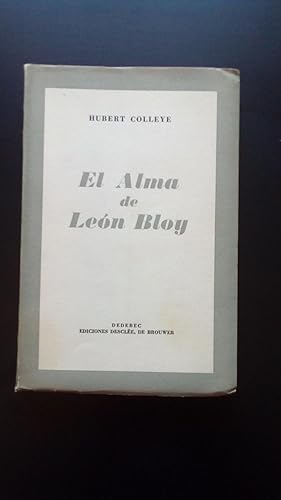 HUBERT COLLEYE
El Alma
de
León Bloy
DEDEBEC
EDICIONES DESCLÉE, DE BROUWER